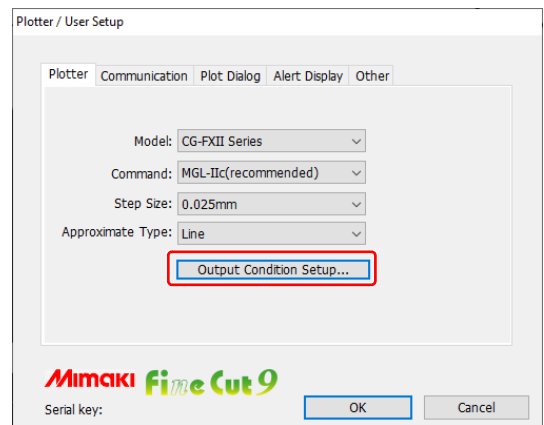 Plotter / User Setup
Plotter Communication Plot Dialog Alert Display Other
Model: CG-FXII Series
Command: MGL-IIc(recommended)
Step Size: 0.025mm
Approximate Type: Line
Output Condition Setup...
Mimaki Fine Cut 9
Serial key:
OK Cancel